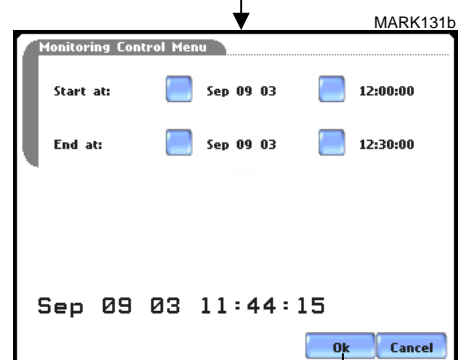 MARK131b
Monitoring Control Menu
Start at: Sep 09 03 12:00:00
End at: Sep 09 03 12:30:00
Sep 09 03 11:44:15
Ok Cancel